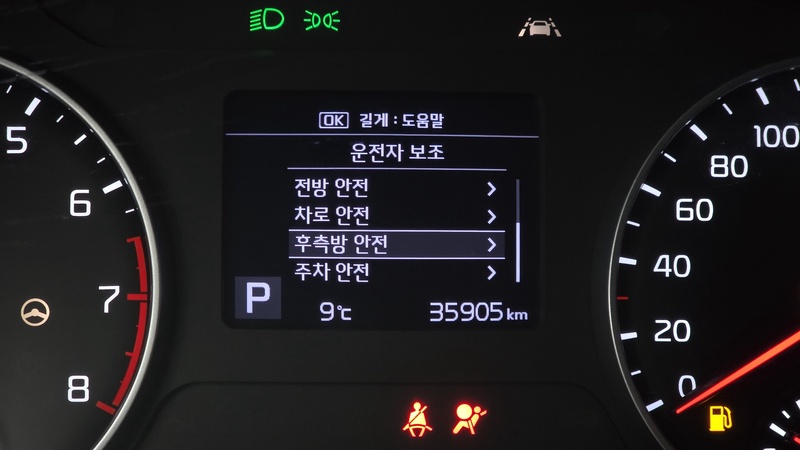 OK 길게 : 도움말
운전자 보조
전방 안전
차로 안전
후측방 안전
주차 안전
P 9℃ 35905 km
5
6
7
8
100
80
60
40
20
0